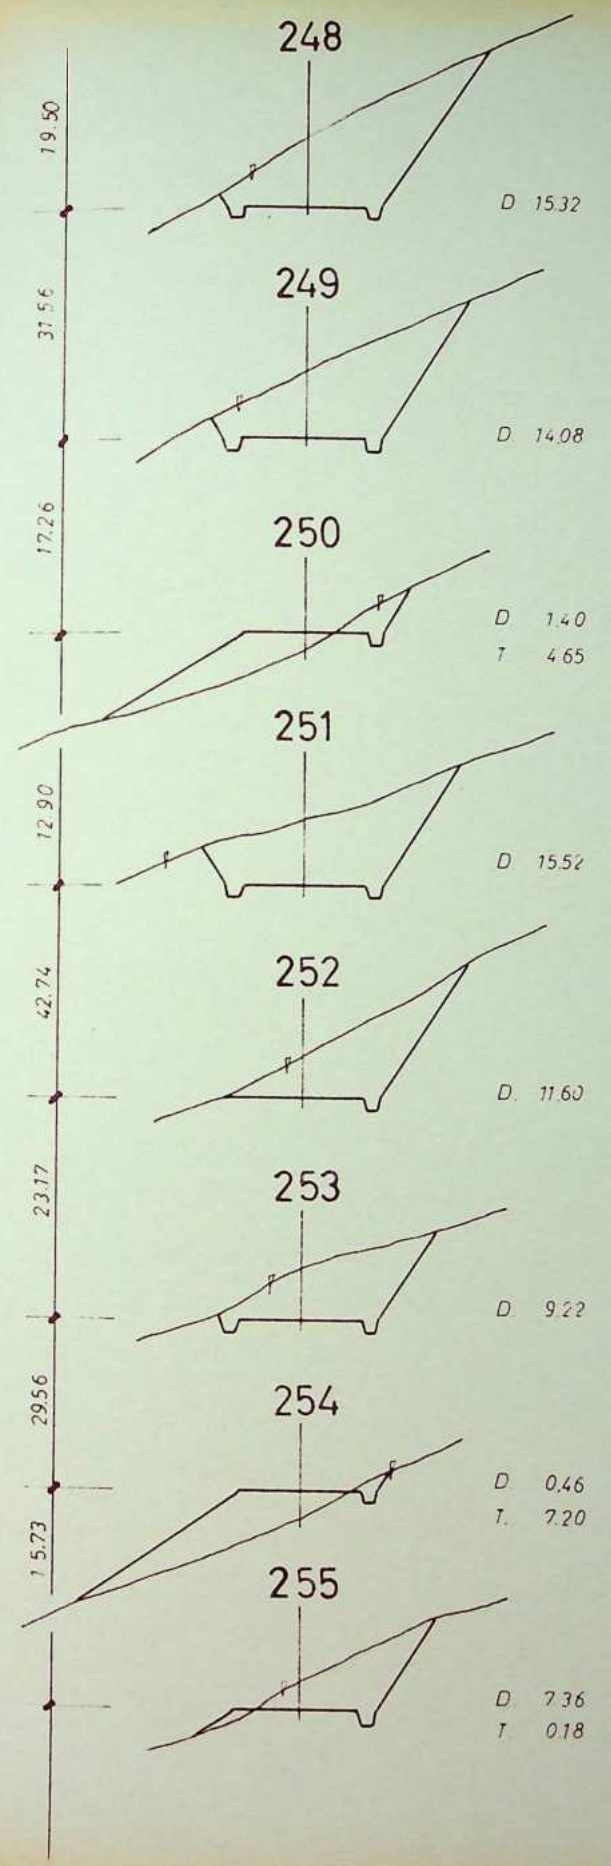 248
19.50
D 15.32
249
31.56
D 14.08
250
17.26
D 1.40
T 4.65
251
12.90
D 15.52
252
42.74
D. 11.60
253
23.17
D. 9.22
254
29.56
D. 0.46
T. 7.20
15.73
255
D. 7.36
T. 0.18